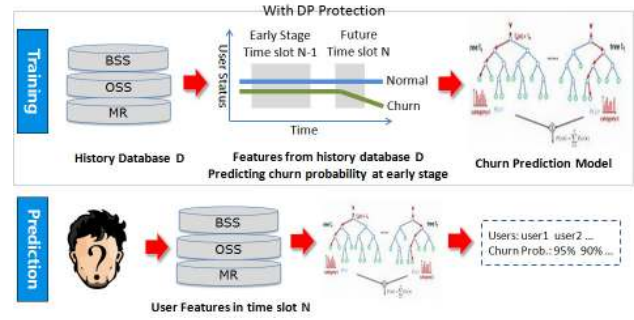 With DP Protection
Training
BSS
OSS
MR
History Database D
User Status
Early Stage
Time slot N-1
Future
Time slot N
Normal
Churn
Time
Features from history database D
Predicting churn probability at early stage
Churn Prediction Model
Prediction
?
BSS
OSS
MR
User Features in time slot N
Users: user1 user2 ...
Churn Prob.: 95% 90% ...